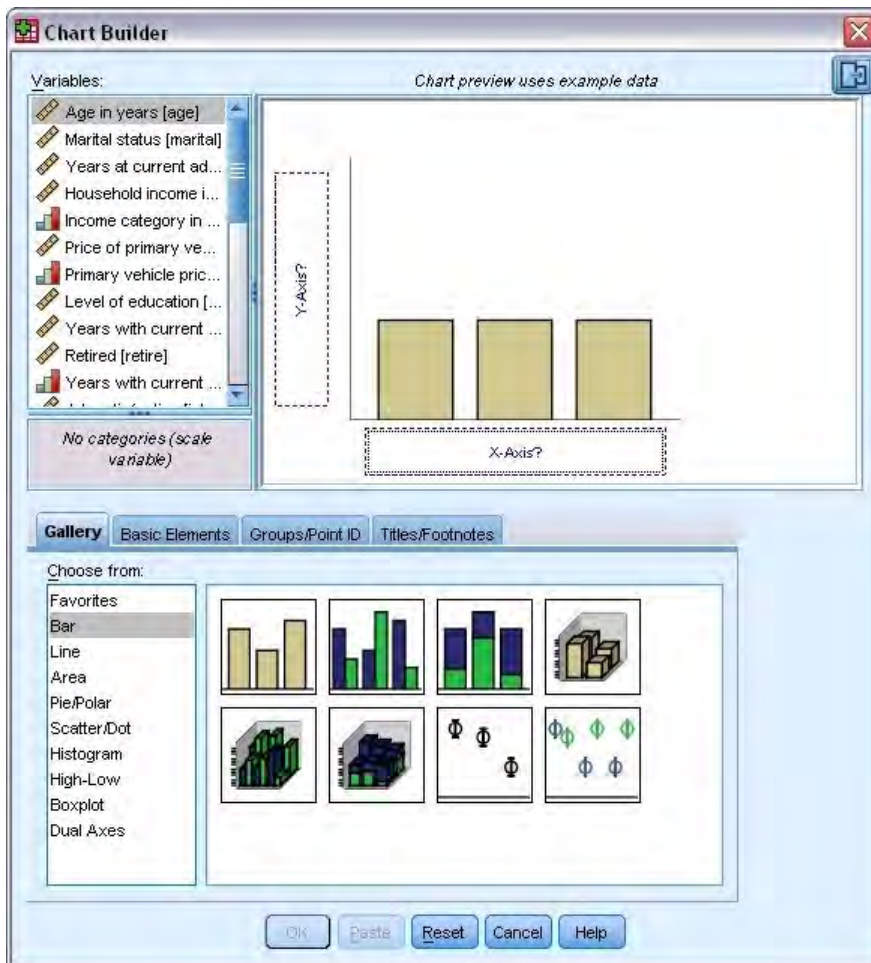 Chart Builder
Variables:
Chart preview uses example data
Age in years [age]
Marital status [marital]
Years at current ad...
Household income i...
Income category in ...
Price of primary ve...
Primary vehicle pric...
Level of education [...
Years with current ...
Retired [retire]
Years with current ...
No categories (scale
variable)
Y-Axis?
X-Axis?
Gallery
Basic Elements
Groups/Point ID
Titles/Footnotes
Choose from:
Favorites
Bar
Line
Area
Pie/Polar
Scatter/Dot
Histogram
High-Low
Boxplot
Dual Axes
OK
Paste
Reset
Cancel
Help